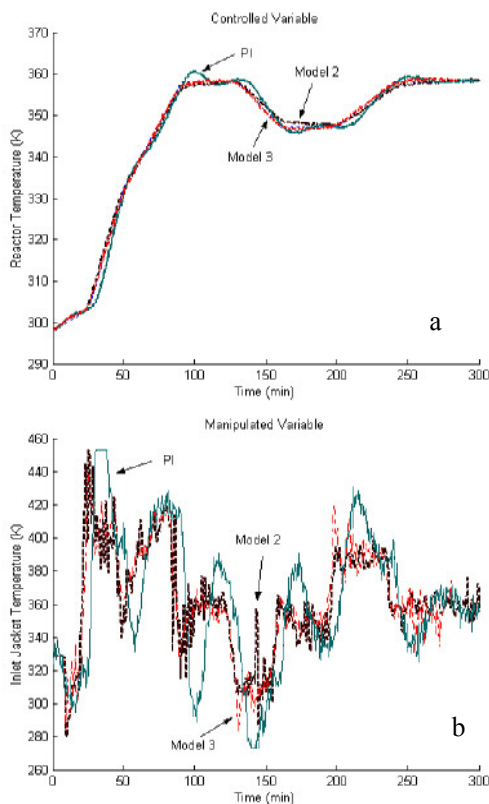 Controlled Variable
370
360
350
340
330
320
310
300
290
0
50
100
150
200
250
300
Reactor Temperature (K)
Time (min)
PI
Model 2
Model 3
a
Manipulated Variable
460
440
420
400
380
360
340
320
300
280
260
0
50
100
150
200
250
300
Inlet Jacket Temperature (K)
Time (min)
PI
Model 2
Model 3
b